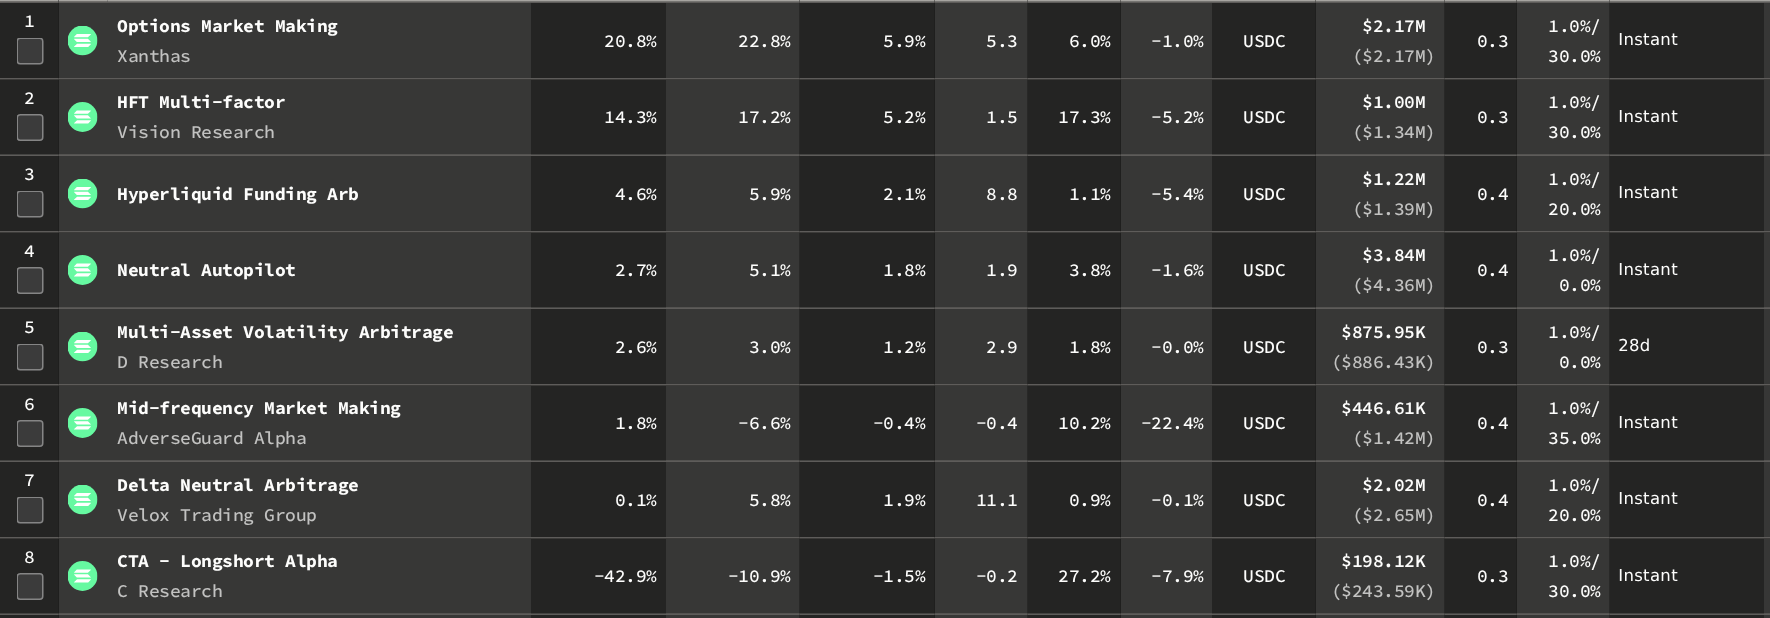 1
Options Market Making
Xanthas
20.8% 22.8% 5.9% 5.3 6.0% -1.0% USDC
$2.17M
($2.17M)
0.3
1.0%/
30.0%
Instant
2
HFT Multi-factor
Vision Research
14.3% 17.2% 5.2% 1.5 17.3% -5.2% USDC
$1.00M
($1.34M)
0.3
1.0%/
30.0%
Instant
3
Hyperliquid Funding Arb
4.6% 5.9% 2.1% 8.8 1.1% -5.4% USDC
$1.22M
($1.39M)
0.4
1.0%/
20.0%
Instant
4
Neutral Autopilot
2.7% 5.1% 1.8% 1.9 3.8% -1.6% USDC
$3.84M
($4.36M)
0.4
1.0%/
0.0%
Instant
5
Multi-Asset Volatility Arbitrage
D Research
2.6% 3.0% 1.2% 2.9 1.8% -0.0% USDC
$875.95K
($886.43K)
0.3
1.0%/
0.0%
28d
6
Mid-frequency Market Making
AdverseGuard Alpha
1.8% -6.6% -0.4% -0.4 10.2% -22.4% USDC
$446.61K
($1.42M)
0.4
1.0%/
35.0%
Instant
7
Delta Neutral Arbitrage
Velox Trading Group
0.1% 5.8% 1.9% 11.1 0.9% -0.1% USDC
$2.02M
($2.65M)
0.4
1.0%/
20.0%
Instant
8
CTA - Longshort Alpha
C Research
-42.9% -10.9% -1.5% -0.2 27.2% -7.9% USDC
$198.12K
($243.59K)
0.3
1.0%/
30.0%
Instant